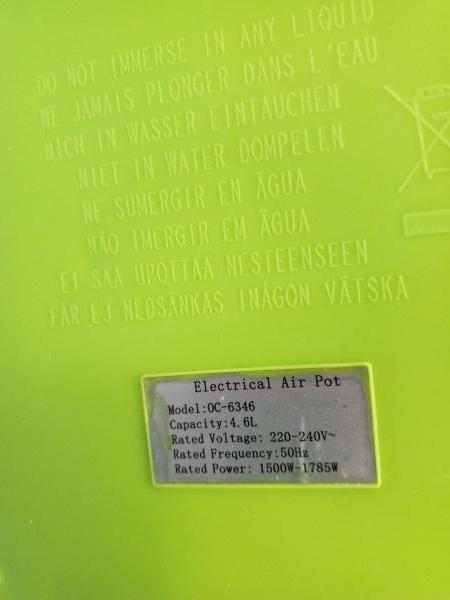 DO NOT IMMERSE IN ANY LIQUID
NE JAMAIS PLONGER DANS L'EAU
NICH IN WASSER EINTAUCHEN
NIET IN WATER DOMPELEN
NE SUMERGIR EN ÄGUA
NÃO IMERGIR EM ÄGUA
EI SAA UPOTTAA NESTEENSEEN
FÅR EJ NEDSÄNKAS INÅGON VÄTSKA
Electrical Air Pot
Model:OC-6346
Capacity:4.6L
Rated Voltage: 220-240V~
Rated Frequency:50Hz
Rated Power: 1500W-1785W